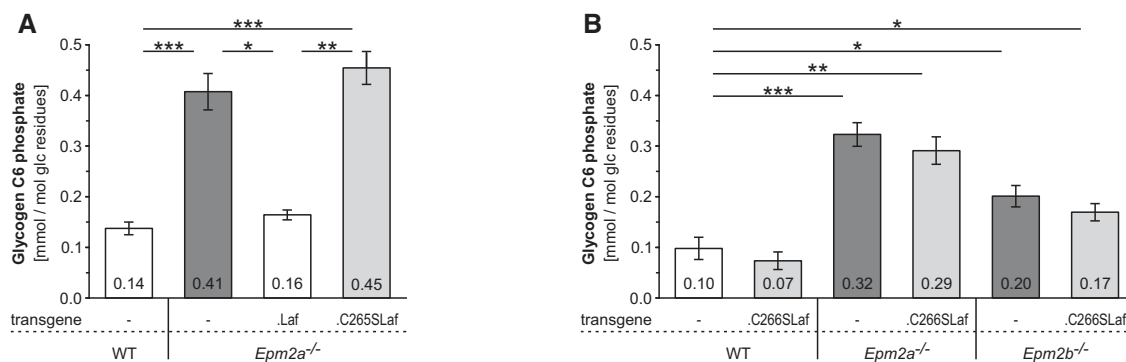 A
Glycogen C6 phosphate
[mmol / mol glc residues]
0.5
0.4
0.3
0.2
0.1
0.0
***
*** * **
0.14 0.41 0.16 0.45
transgene - - .Laf .C265SLaf
WT Epm2a-/-
B
Glycogen C6 phosphate
[mmol / mol glc residues]
0.5
0.4
0.3
0.2
0.1
0.0
*
*
**
***
0.10 0.07 0.32 0.29 0.20 0.17
transgene - .C266SLaf - .C266SLaf - .C266SLaf
WT Epm2a-/- Epm2b-/-